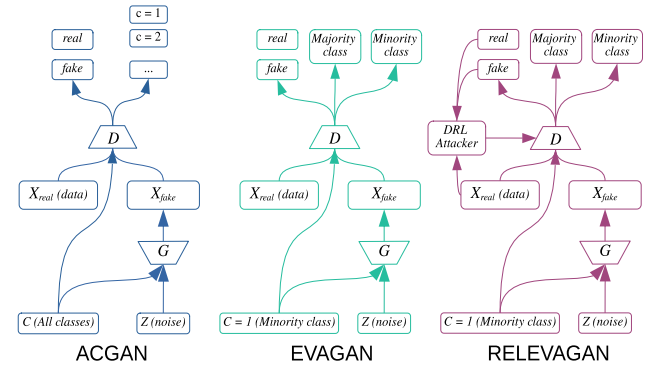 c = 1
real
c = 2
fake
...
D
X_real (data)
X_fake
G
C (All classes)
Z (noise)
ACGAN
real
Majority
class
Minority
class
fake
D
X_real (data)
X_fake
G
C = 1 (Minority class)
Z (noise)
EVAGAN
real
Majority
class
Minority
class
fake
DRL
Attacker
D
X_real (data)
X_fake
G
C = 1 (Minority class)
Z (noise)
RELEVAGAN